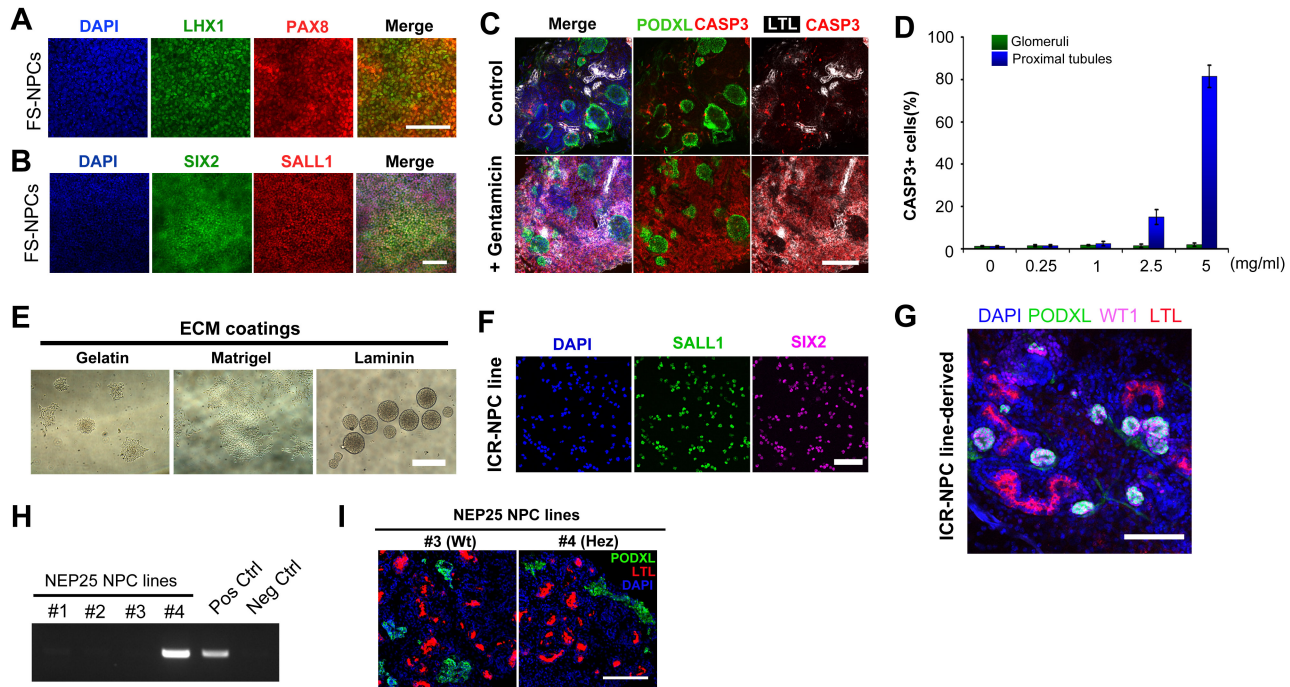 A
DAPI LHX1 PAX8 Merge
FS-NPCs
B
DAPI SIX2 SALL1 Merge
FS-NPCs
C
Merge PODXL CASP3 LTL CASP3
Control
+ Gentamicin
D
CASP3+ cells(%)
100
80
60
40
20
0
Glomeruli
Proximal tubules
0 0.25 1 2.5 5 (mg/ml)
E
ECM coatings
Gelatin Matrigel Laminin
F
DAPI SALL1 SIX2
ICR-NPC line
G
DAPI PODXL WT1 LTL
ICR-NPC line-derived
H
NEP25 NPC lines
#1 #2 #3 #4 Pos Ctrl Neg Ctrl
I
NEP25 NPC lines
#3 (Wt) #4 (Hez)
PODXL
LTL
DAPI